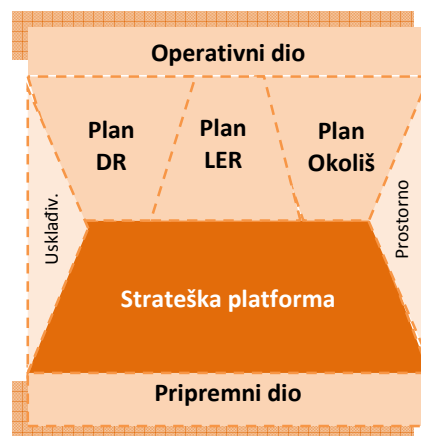 Operativni dio
Plan
DR
Plan
LER
Plan
Okoliš
Usklađiv.
Prostorno
Strateška platforma
Pripremni dio